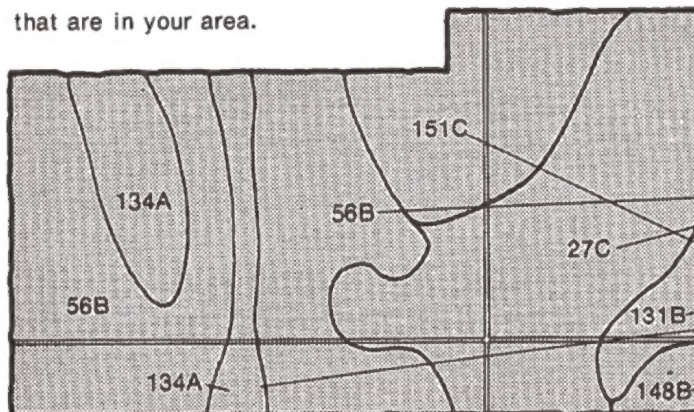 that are in your area.
151C
134A
56B
27C
56B
131B
134A
148B